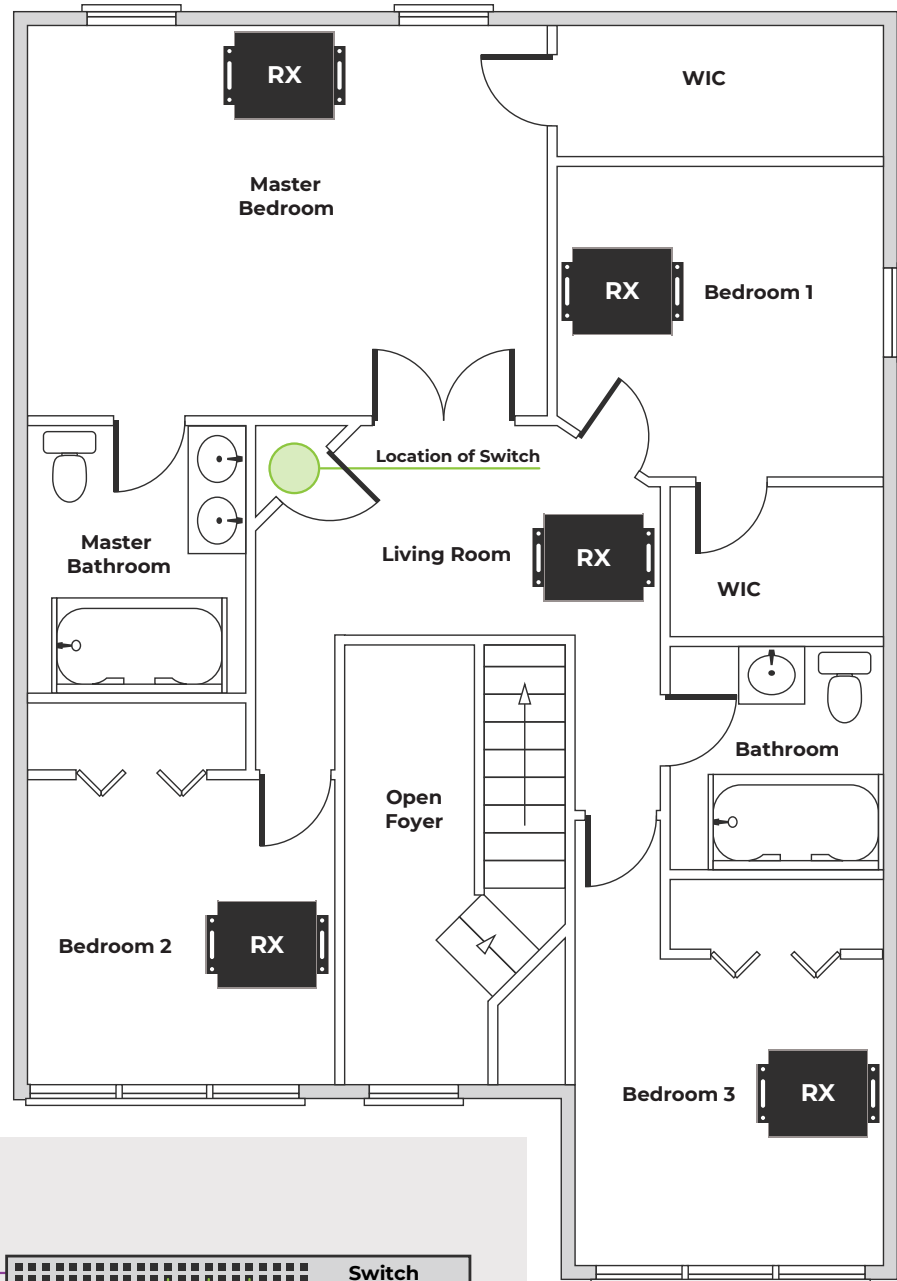 RX
WIC
Master
Bedroom
RX
Bedroom 1
Location of Switch
Living Room
RX
Master
Bathroom
WIC
Bathroom
Open
Foyer
Bedroom 2
RX
Bedroom 3
RX
Switch